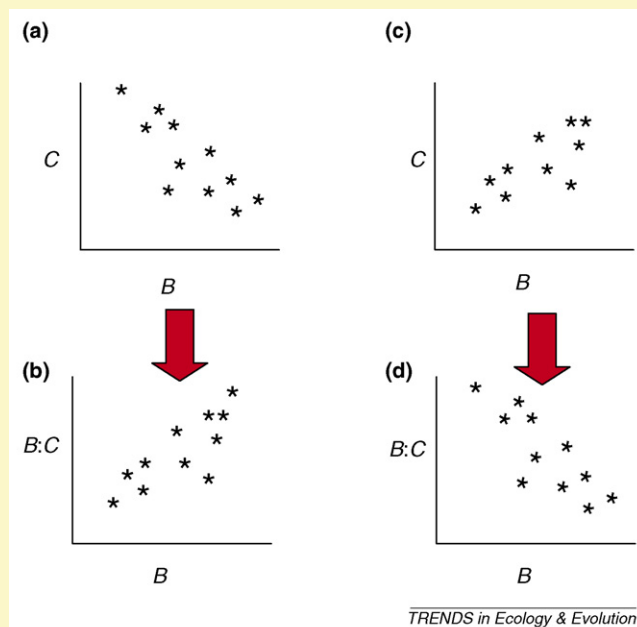 (a)
C
B
(b)
B:C
B
(c)
C
B
(d)
B:C
B
TRENDS in Ecology & Evolution